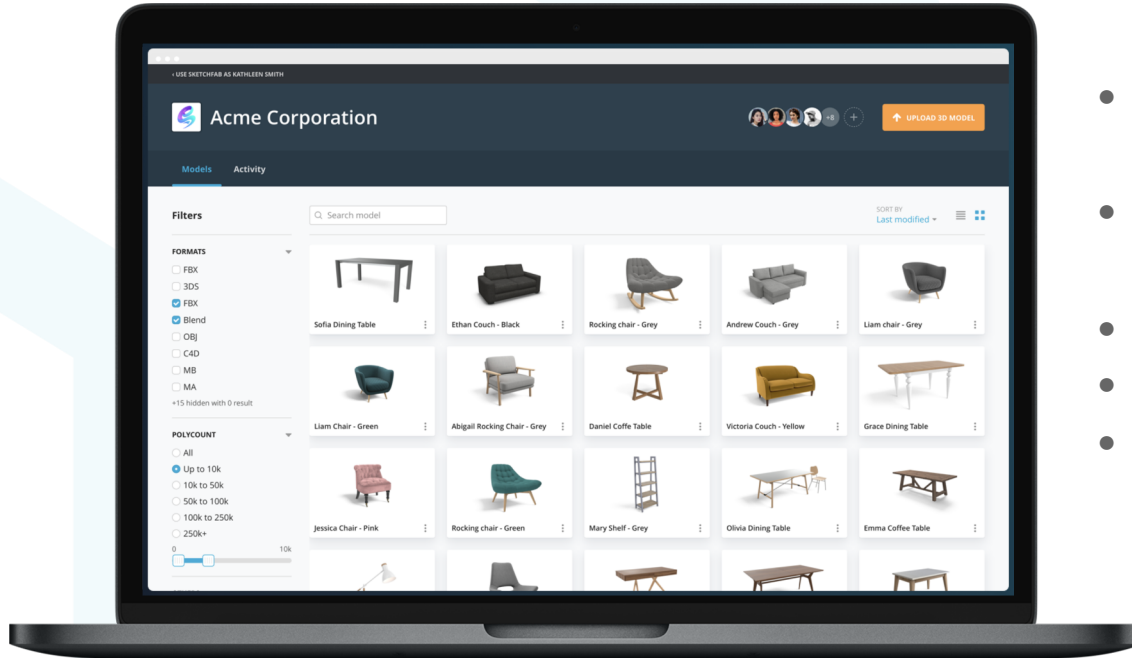 ‹ USE SKETCHFAB AS KATHLEEN SMITH
Acme Corporation
+8
+
UPLOAD 3D MODEL
Models
Activity
Filters
Search model
SORT BY
Last modified
FORMATS
FBX
3DS
FBX
Blend
OBJ
C4D
MB
MA
+15 hidden with 0 result
POLYCOUNT
All
Up to 10k
10k to 50k
50k to 100k
100k to 250k
250k+
0
10k
Sofia Dining Table
Ethan Couch - Black
Rocking chair - Grey
Andrew Couch - Grey
Liam chair - Grey
Liam Chair - Green
Abigail Rocking Chair - Grey
Daniel Coffe Table
Victoria Couch - Yellow
Grace Dining Table
Jessica Chair - Pink
Rocking chair - Green
Mary Shelf - Grey
Olivia Dining Table
Emma Coffee Table